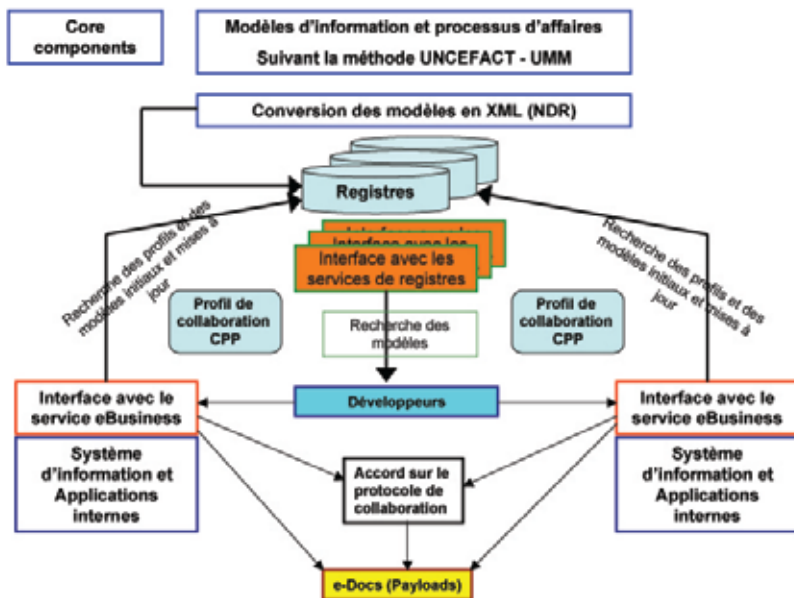 Core
components
Modèles d'information et processus d'affaires
Suivant la méthode UNCEFACT - UMM
Conversion des modèles en XML (NDR)
Registres
Interface avec les
Interface avec les
services de registres
Recherche des profils et des
modèles initiaux et mises à
jour
Recherche des profils et des
modèles initiaux et mises à
jour
Profil de
collaboration
CPP
Recherche des
modèles
Profil de
collaboration
CPP
Interface avec le
service eBusiness
Développeurs
Interface avec le
service eBusiness
Système
d'information et
Applications
internes
Accord sur le
protocole de
collaboration
Système
d'information et
Applications
internes
e-Docs (Payloads)